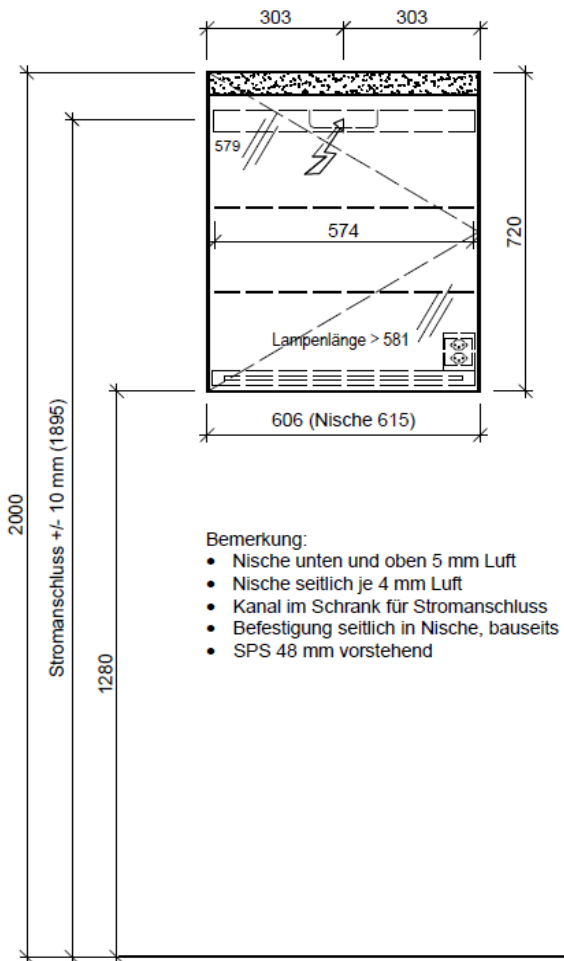 303 303
579
574
720
Lampenlänge > 581
606 (Nische 615)
2000
Stromanschluss +/- 10 mm (1895)
1280
Bemerkung:
• Nische unten und oben 5 mm Luft
• Nische seitlich je 4 mm Luft
• Kanal im Schrank für Stromanschluss
• Befestigung seitlich in Nische, bauseits
• SPS 48 mm vorstehend